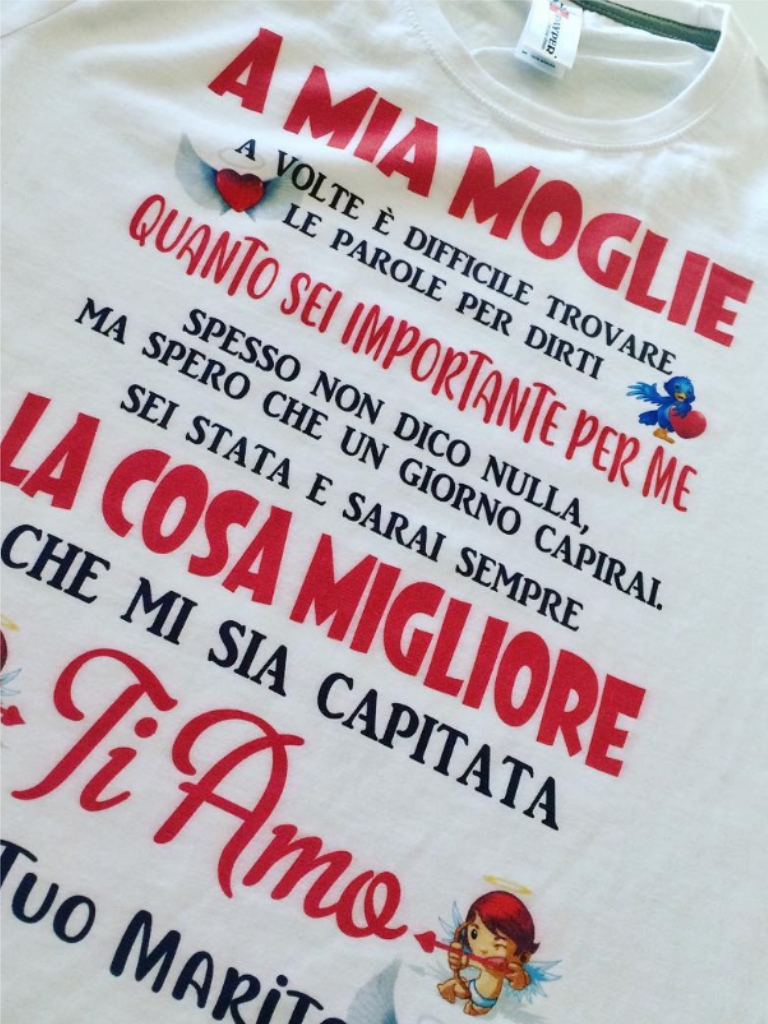 PAYPER
A MIA MOGLIE
A VOLTE È DIFFICILE TROVARE
LE PAROLE PER DIRTI
QUANTO SEI IMPORTANTE PER ME
SPESSO NON DICO NULLA,
MA SPERO CHE UN GIORNO CAPIRAI.
SEI STATA E SARAI SEMPRE
LA COSA MIGLIORE
CHE MI SIA CAPITATA
Ti Amo
TUO MARITO